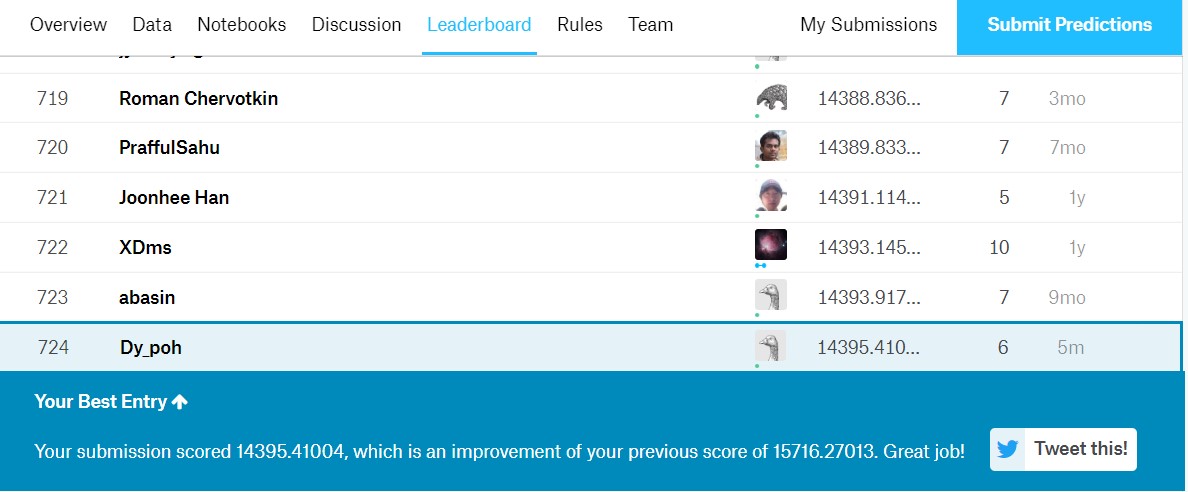 Overview Data Notebooks Discussion Leaderboard Rules Team My Submissions Submit Predictions
719 Roman Chervotkin 14388.836... 7 3mo
720 PraffulSahu 14389.833... 7 7mo
721 Joonhee Han 14391.114... 5 1y
722 XDms 14393.145... 10 1y
723 abasin 14393.917... 7 9mo
724 Dy_poh 14395.410... 6 5m
Your Best Entry
Your submission scored 14395.41004, which is an improvement of your previous score of 15716.27013. Great job! Tweet this!